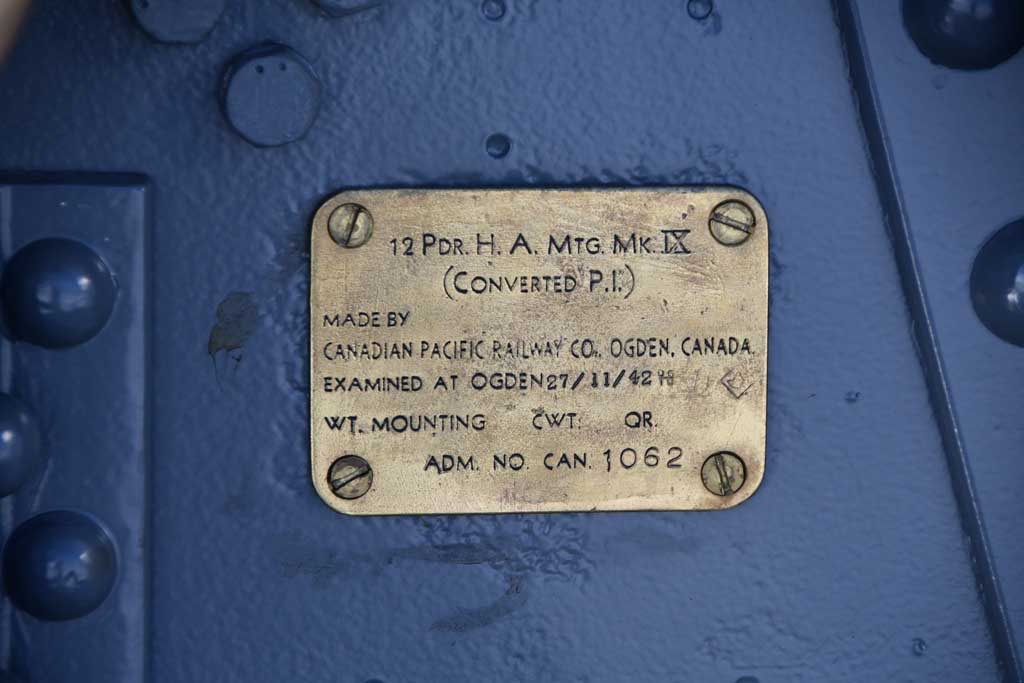 12 PDR. H. A. MTG. MK. IX
(CONVERTED P.I.)
MADE BY
CANADIAN PACIFIC RAILWAY CO., OGDEN, CANADA.
EXAMINED AT OGDEN 27/11/42
WT. MOUNTING CWT. QR.
ADM. NO. CAN. 1062